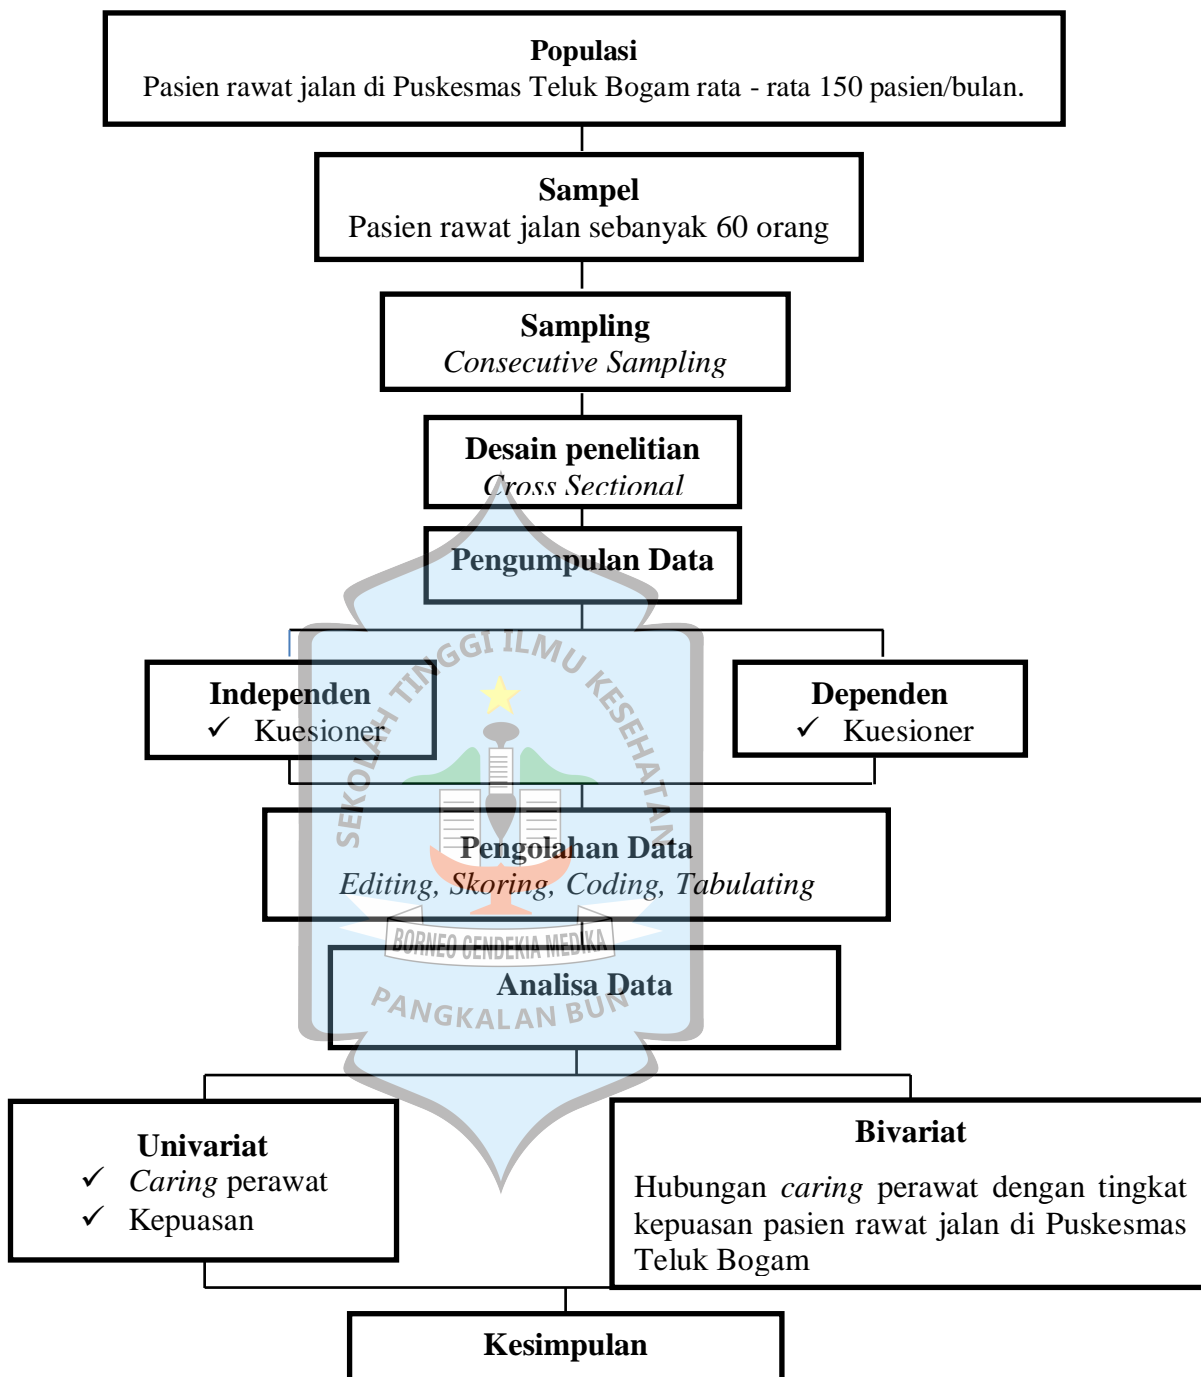 Populasi
Pasien rawat jalan di Puskesmas Teluk Bogam rata - rata 150 pasien/bulan.
Sampel
Pasien rawat jalan sebanyak 60 orang
Sampling
Consecutive Sampling
Desain penelitian
Cross Sectional
Pengumpulan Data
Independen
✓ Kuesioner
Dependen
✓ Kuesioner
SEKOLAH TINGGI ILMU KESEHATAN
Pengolahan Data
Editing, Skoring, Coding, Tabulating
BORNEO CENDEKIA MEDIKA
Analisa Data
PANGKALAN BUN
Univariat
✓ Caring perawat
✓ Kepuasan
Bivariat
Hubungan caring perawat dengan tingkat
kepuasan pasien rawat jalan di Puskesmas
Teluk Bogam
Kesimpulan